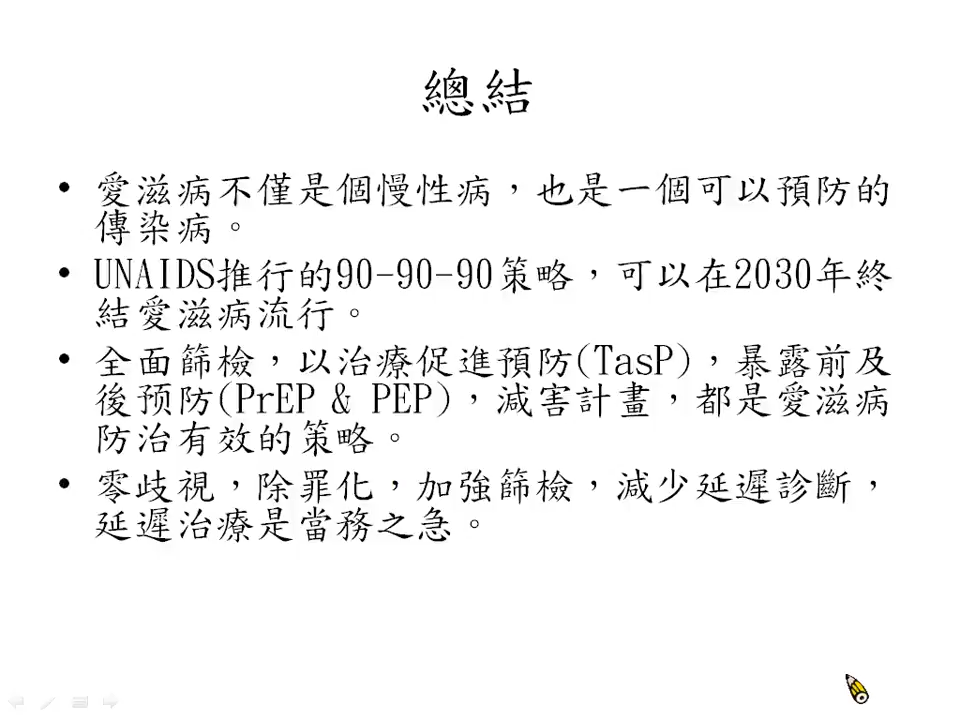 總結
• 愛滋病不僅是個慢性病，也是一個可以預防的
傳染病。
• UNAIDS推行的90-90-90策略，可以在2030年終
結愛滋病流行。
• 全面篩檢，以治療促進預防(TasP)，暴露前及
後預防(PrEP & PEP)，減害計畫，都是愛滋病
防治有效的策略。
• 零歧視，除罪化，加強篩檢，減少延遲診斷，
延遲治療是當務之急。